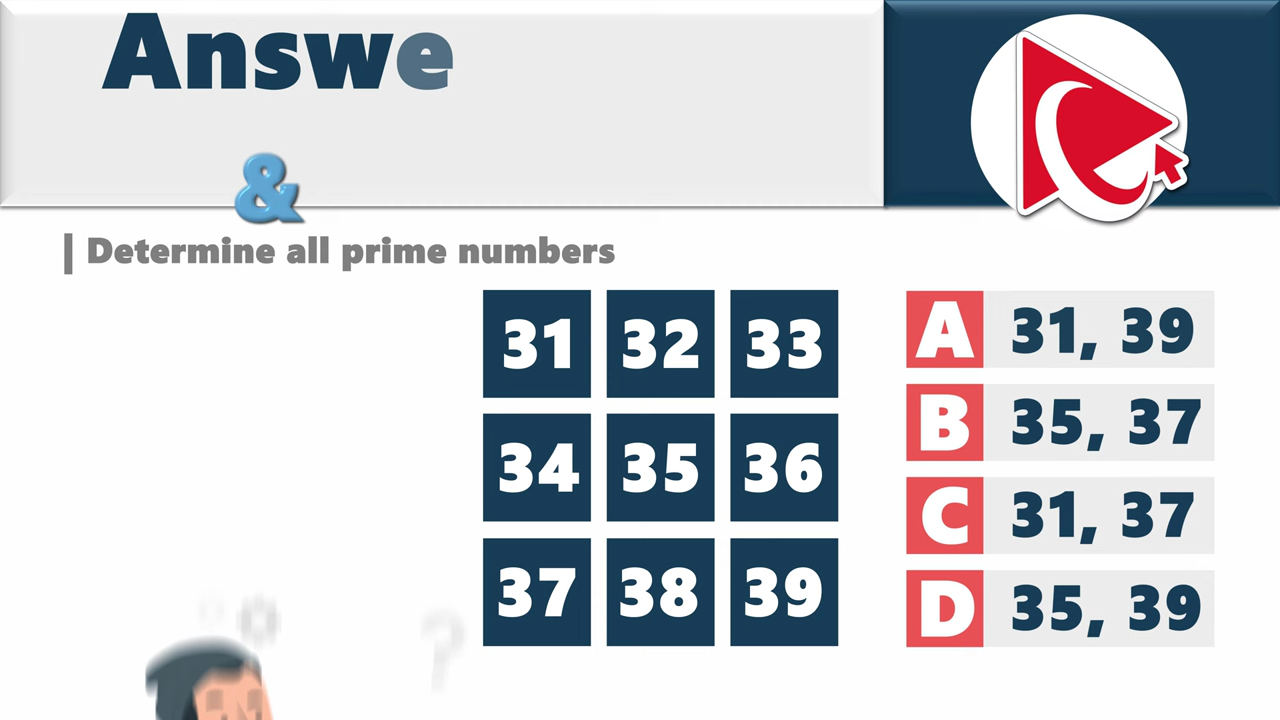 Answe
&
Determine all prime numbers
31 32 33
34 35 36
37 38 39
A 31, 39
B 35, 37
C 31, 37
D 35, 39
?